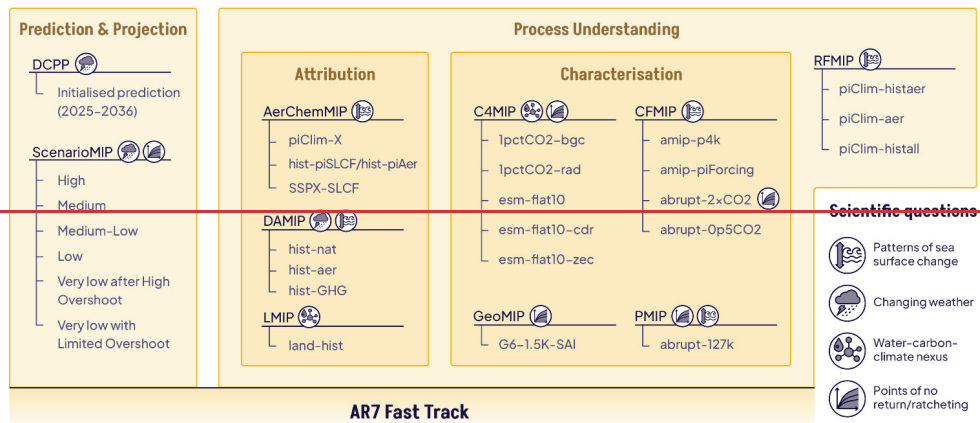 Prediction & Projection
DCPP
Initialised prediction
(2025–2036)
ScenarioMIP
High
Medium
Medium-Low
Low
Very low after High
Overshoot
Very low with
Limited Overshoot
Process Understanding
Attribution
AerChemMIP
piClim-X
hist-piSLCF/hist-piAer
SSPX-SLCF
DAMIP
hist-nat
hist-aer
hist-GHG
LMIP
land-hist
Characterisation
C4MIP
1pctCO2-bgc
1pctCO2-rad
esm-flat10
esm-flat10-cdr
esm-flat10-zec
GeoMIP
G6-1.5K-SAI
CFMIP
amip-p4k
amip-piForcing
abrupt-2×CO2
abrupt-0p5CO2
PMIP
abrupt-127k
RFMIP
piClim-histaer
piClim-aer
piClim-histall
Scientific questions
Patterns of sea
surface change
Changing weather
Water-carbon-
climate nexus
Points of no
return/ratcheting
AR7 Fast Track